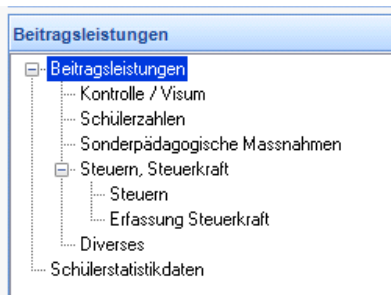 Beitragsleistungen
Beitragsleistungen
Kontrolle / Visum
Schülerzahlen
Sonderpädagogische Massnahmen
Steuern, Steuerkraft
Steuern
Erfassung Steuerkraft
Diverses
Schülerstatistikdaten